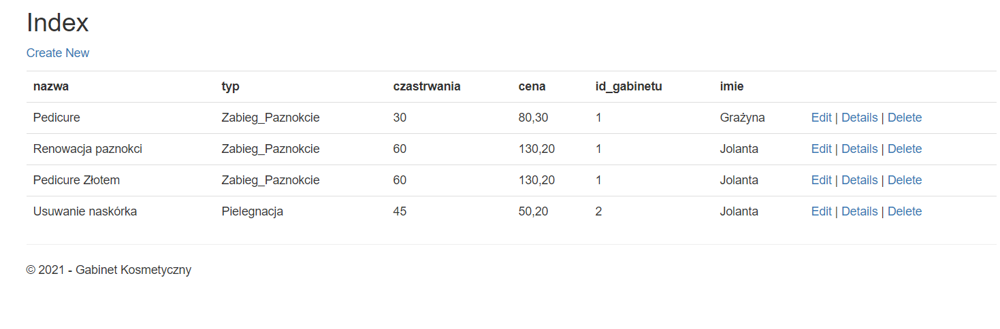 Index
Create New
nazwa typ czastrwania cena id_gabinetu imie
Pedicure Zabieg_Paznokcie 30 80,30 1 Grażyna Edit | Details | Delete
Renowacja paznokci Zabieg_Paznokcie 60 130,20 1 Jolanta Edit | Details | Delete
Pedicure Złotem Zabieg_Paznokcie 60 130,20 1 Jolanta Edit | Details | Delete
Usuwanie naskórka Pielegnacja 45 50,20 2 Jolanta Edit | Details | Delete
© 2021 - Gabinet Kosmetyczny